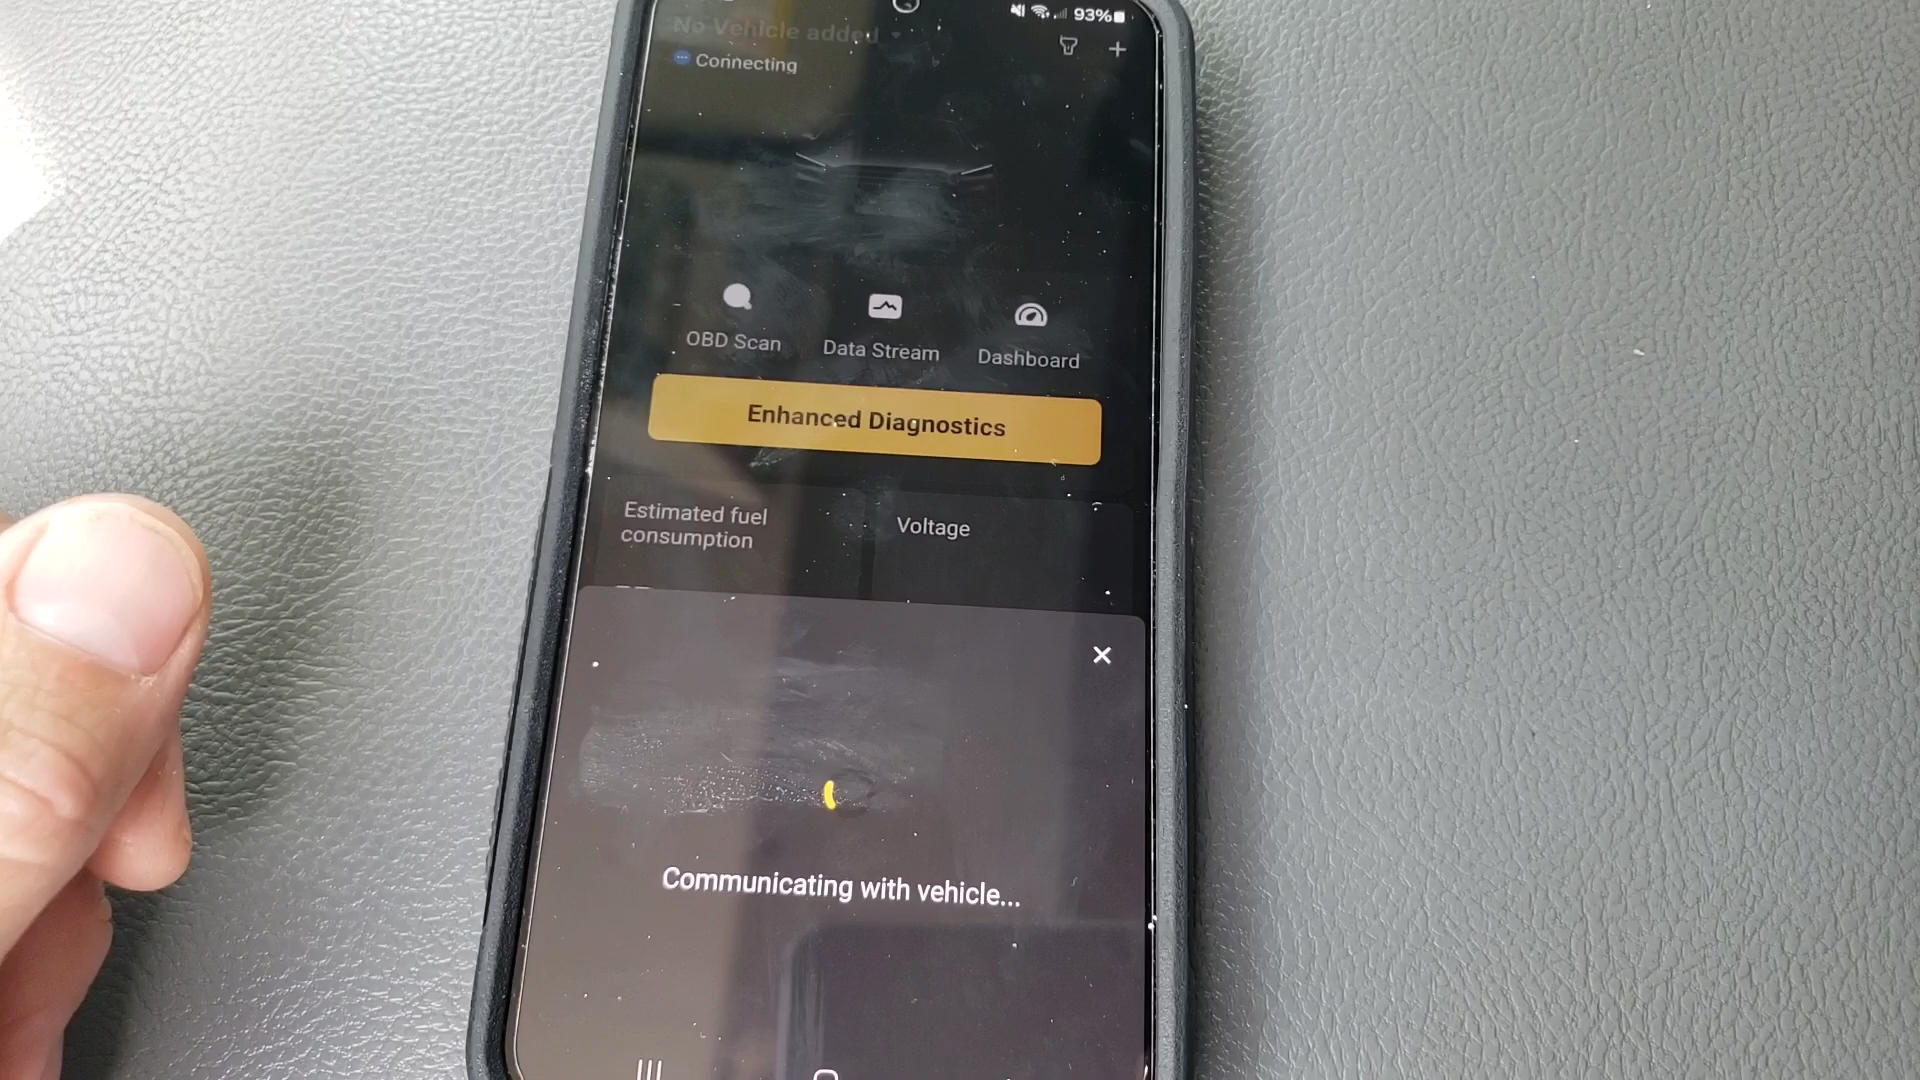 93%
No Vehicle added
Connecting
OBD Scan
Data Stream
Dashboard
Enhanced Diagnostics
Estimated fuel
consumption
Voltage
Communicating with vehicle...